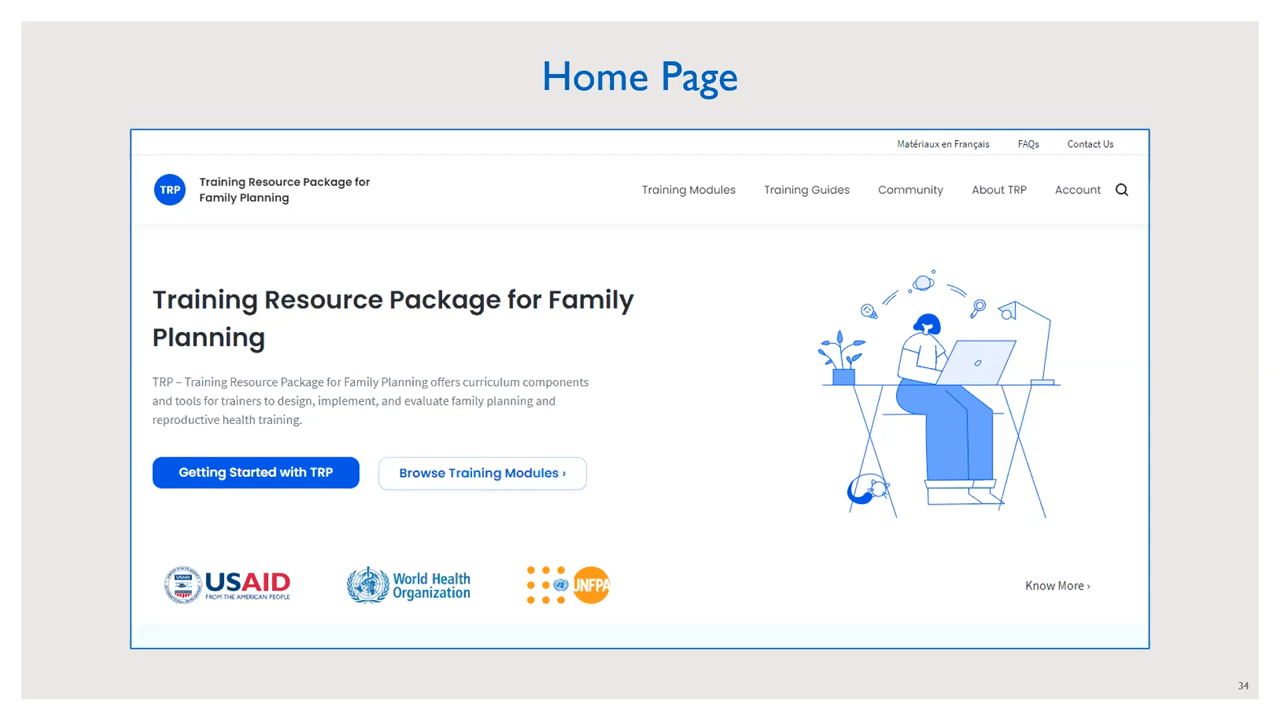 Home Page
Matériaux en Français FAQs Contact Us
TRP
Training Resource Package for
Family Planning
Training Modules Training Guides Community About TRP Account
Training Resource Package for Family
Planning
TRP – Training Resource Package for Family Planning offers curriculum components
and tools for trainers to design, implement, and evaluate family planning and
reproductive health training.
Getting Started with TRP Browse Training Modules ›
USAID
FROM THE AMERICAN PEOPLE
World Health
Organization
UNFPA
Know More ›
34